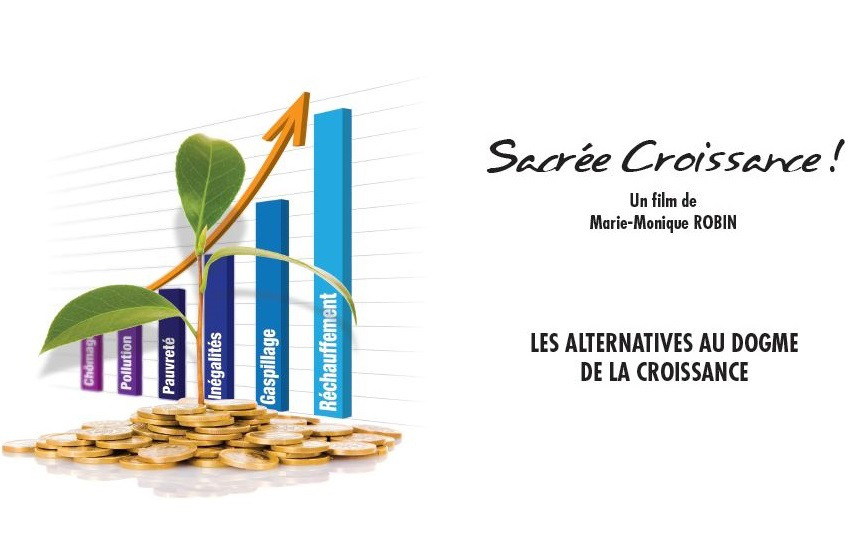 Sacrée Croissance !
Un film de
Marie-Monique ROBIN
LES ALTERNATIVES AU DOGME
DE LA CROISSANCE
Chômage
Pollution
Pauvreté
Inégalités
Gaspillage
Réchauffement